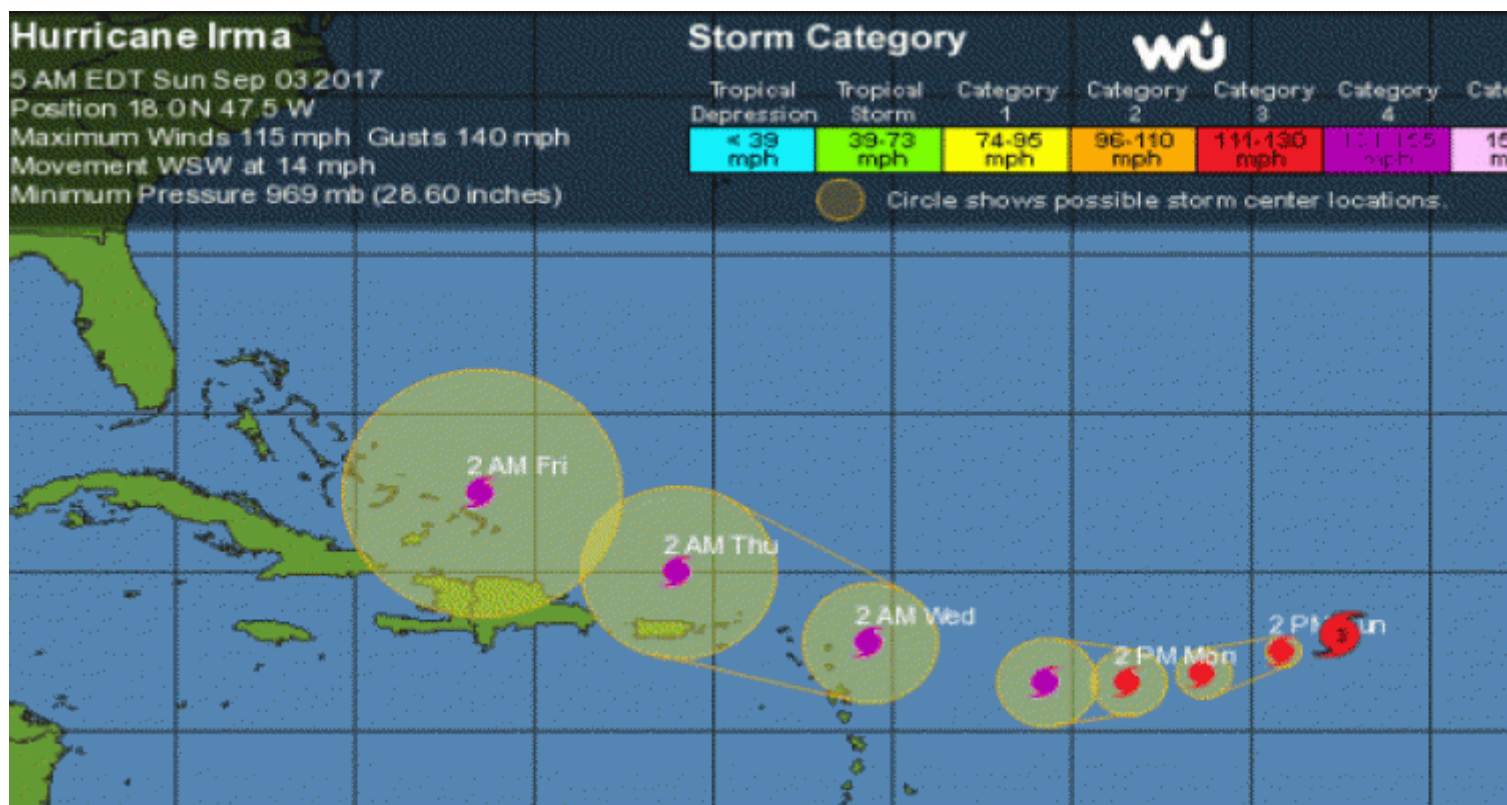 Hurricane Irma
5 AM EDT Sun Sep 03 2017
Position 18.0 N 47.5 W
Maximum Winds 115 mph Gusts 140 mph
Movement WSW at 14 mph
Minimum Pressure 969 mb (28.60 inches)
Storm Category
wu
Tropical Depression
Tropical Storm
Category 1
Category 2
Category 3
Category 4
< 39 mph
39-73 mph
74-95 mph
96-110 mph
111-130 mph
mph
Circle shows possible storm center locations.
2 AM Fri
2 AM Thu
2 AM Wed
2 PM Mon
2 PM